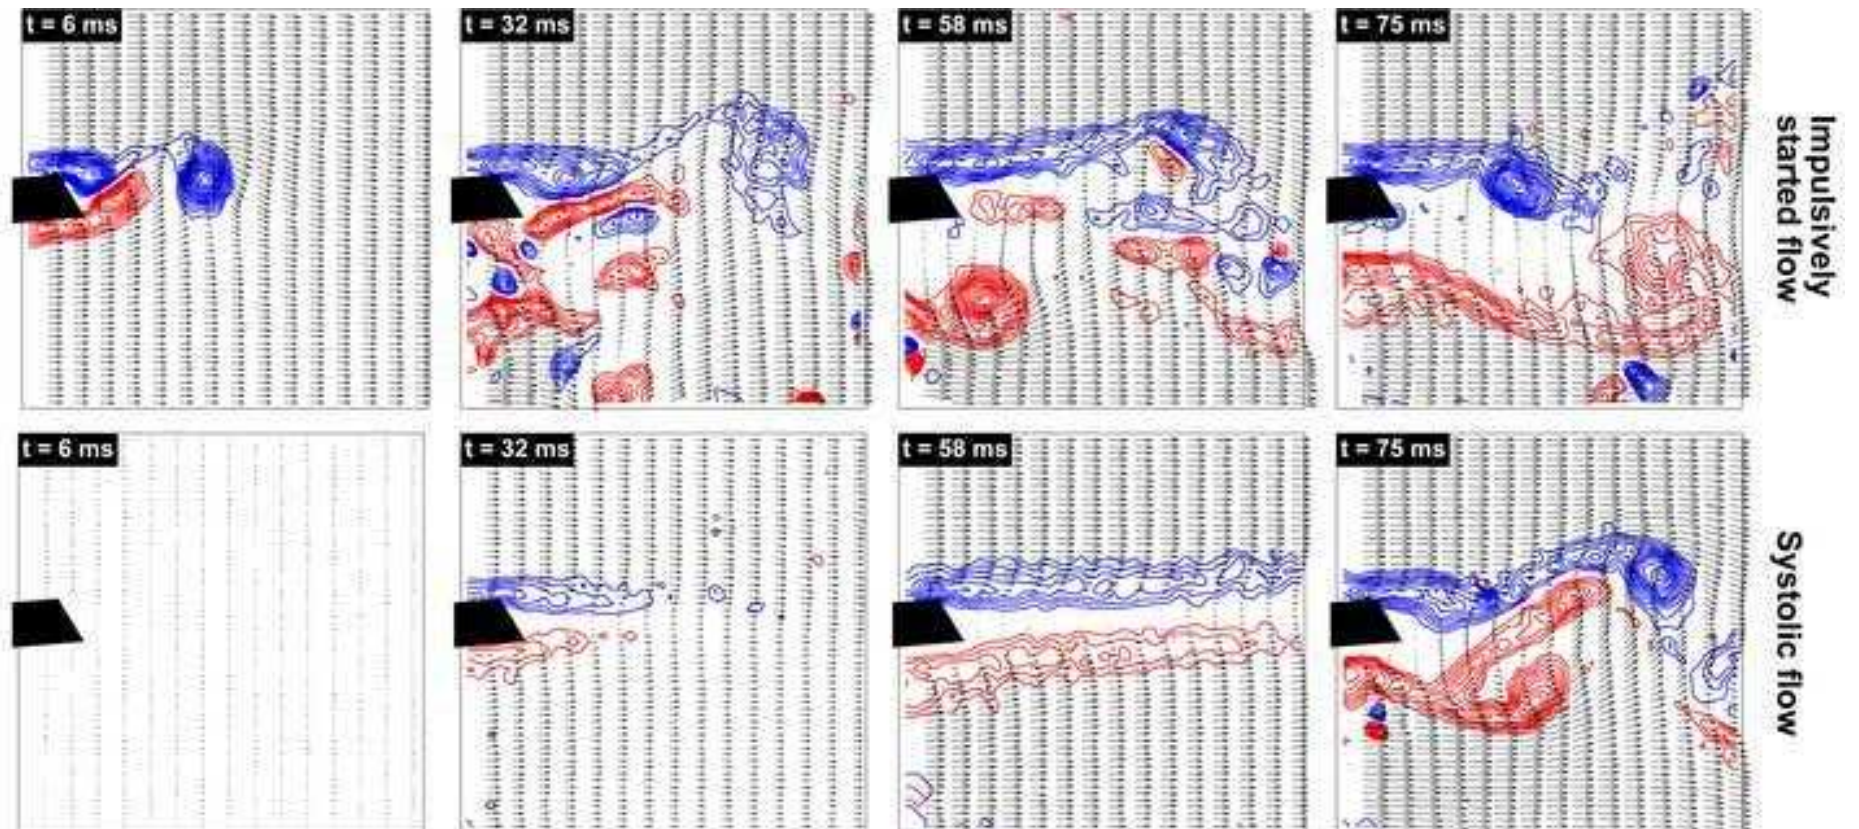 t = 6 ms
t = 32 ms
t = 58 ms
t = 75 ms
Impulsively
started flow
t = 6 ms
t = 32 ms
t = 58 ms
t = 75 ms
Systolic flow